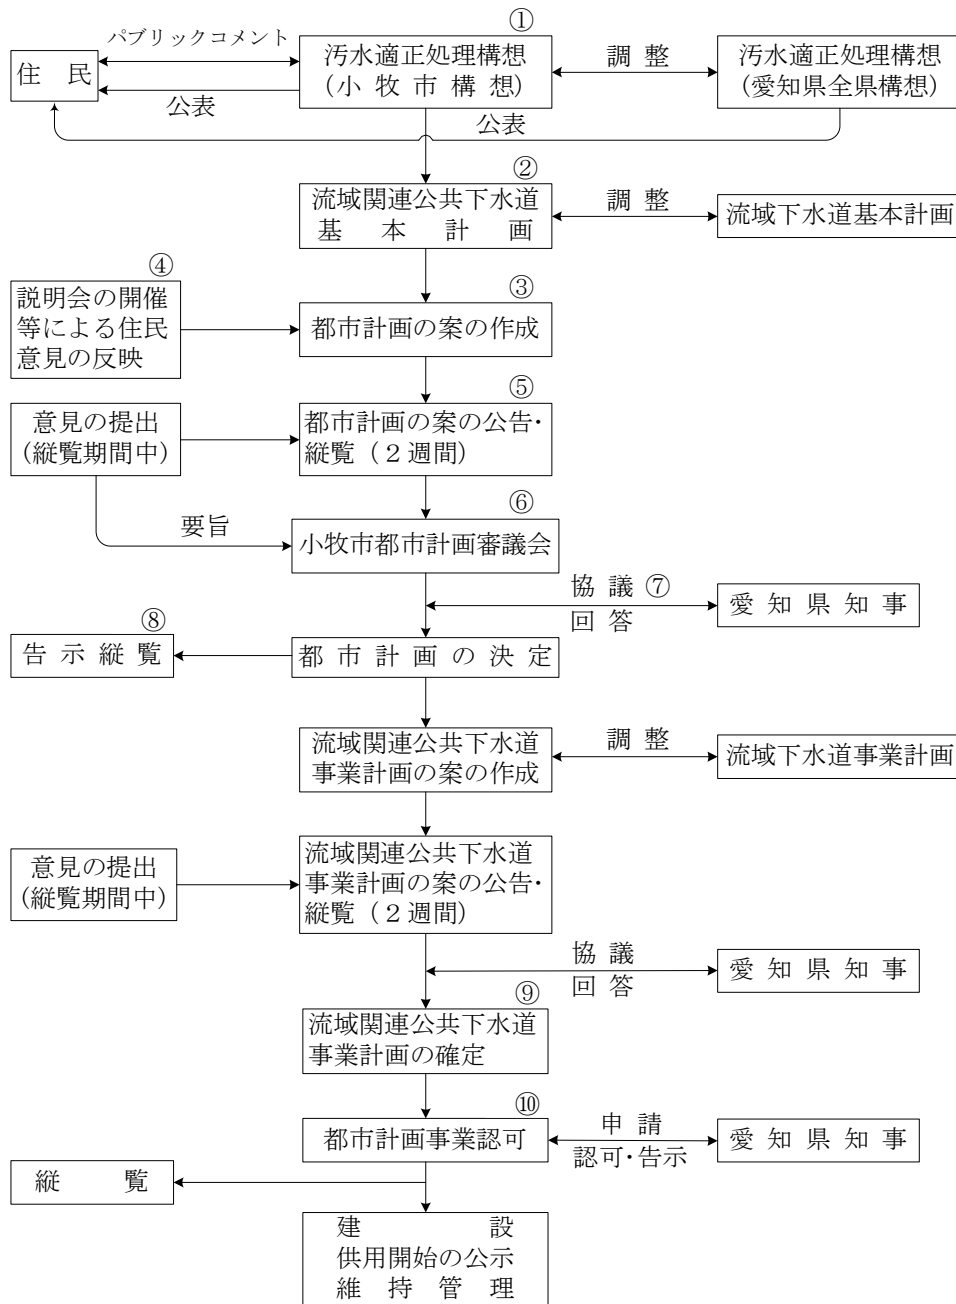 ①
パブリックコメント
住 民
汚水適正処理構想
(小 牧 市 構 想)
調 整
汚水適正処理構想
(愛知県全県構想)
公表
公表
②
流域関連公共下水道
基 本 計 画
調 整
流域下水道基本計画
④
説明会の開催
等による住民
意見の反映
③
都市計画の案の作成
⑤
意見の提出
(縦覧期間中)
都市計画の案の公告・
縦覧(2週間)
⑥
要旨
小牧市都市計画審議会
協 議 ⑦
回 答
愛 知 県 知 事
⑧
告 示 縦 覧
都 市 計 画 の 決 定
流域関連公共下水道
事業計画の案の作成
調 整
流域下水道事業計画
意見の提出
(縦覧期間中)
流域関連公共下水道
事業計画の案の公告・
縦覧(2週間)
協 議
回 答
愛 知 県 知 事
⑨
流域関連公共下水道
事業計画の確定
⑩
都市計画事業認可
申 請
認可・告示
愛 知 県 知 事
縦 覧
建 設
供用開始の公示
維 持 管 理